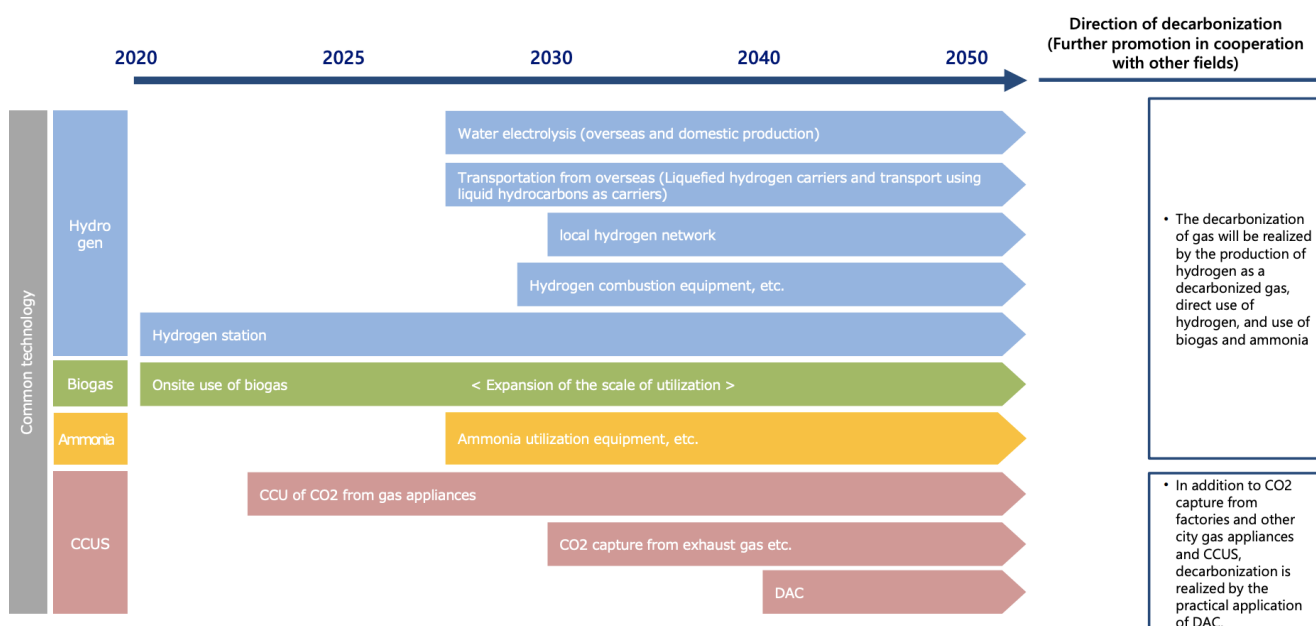 Direction of decarbonization
(Further promotion in cooperation
with other fields)
2020
2025
2030
2040
2050
Common technology
Hydro
gen
Water electrolysis (overseas and domestic production)
Transportation from overseas (Liquefied hydrogen carriers and transport using
liquid hydrocarbons as carriers)
local hydrogen network
Hydrogen combustion equipment, etc.
Hydrogen station
Biogas
Onsite use of biogas
< Expansion of the scale of utilization >
Ammonia
Ammonia utilization equipment, etc.
CCUS
CCU of CO2 from gas appliances
CO2 capture from exhaust gas etc.
DAC
• The decarbonization
of gas will be realized
by the production of
hydrogen as a
decarbonized gas,
direct use of
hydrogen, and use of
biogas and ammonia
• In addition to CO2
capture from
factories and other
city gas appliances
and CCUS,
decarbonization is
realized by the
practical application
of DAC.